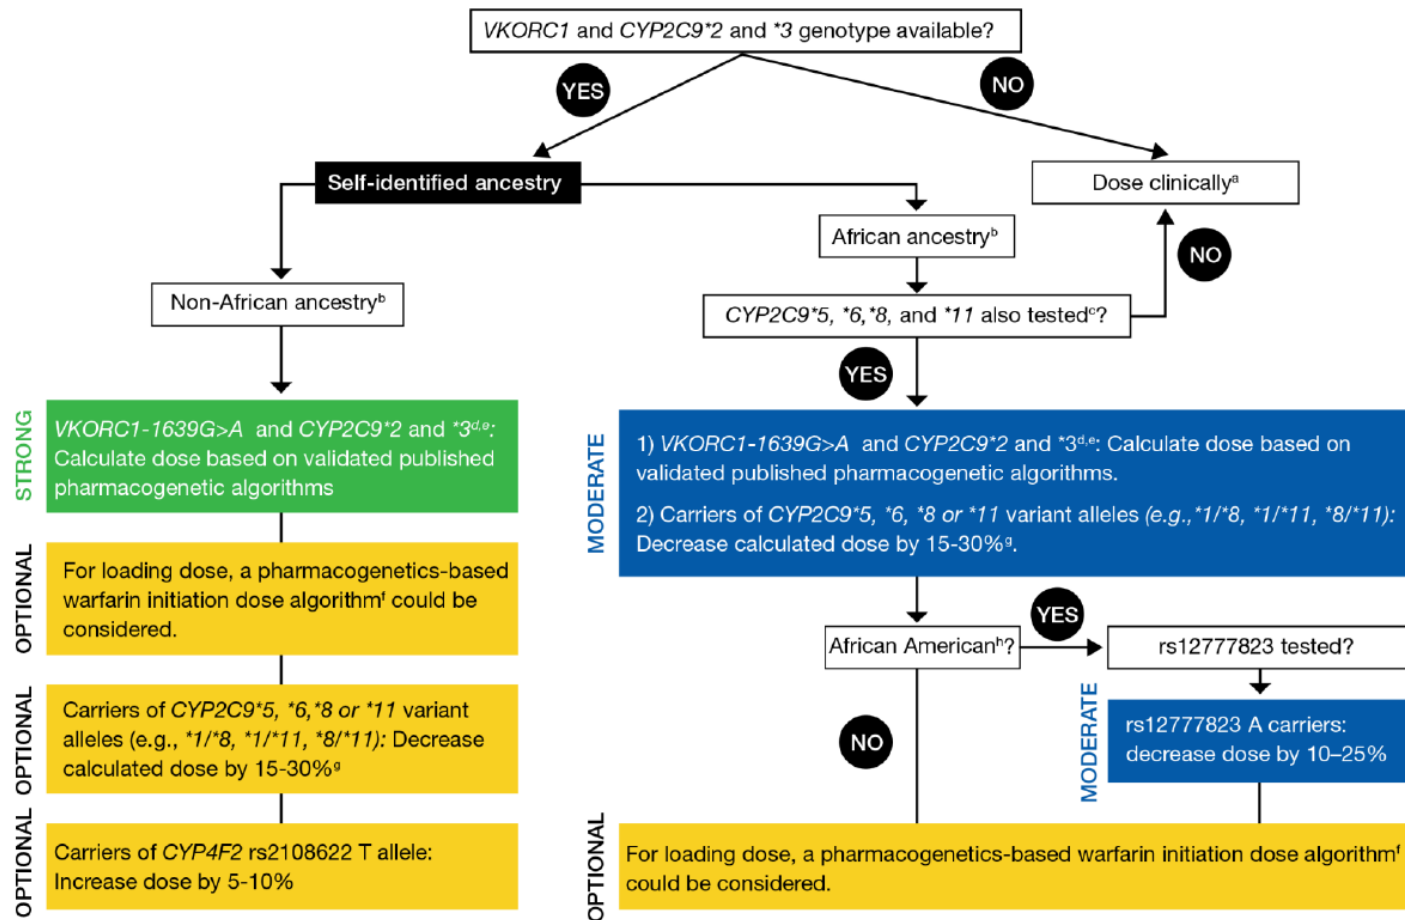 VKORC1 and CYP2C9*2 and *3 genotype available?
YES
NO
Self-identified ancestry
Dose clinicallyᵃ
African ancestryᵇ
NO
Non-African ancestryᵇ
CYP2C9*5, *6,*8, and *11 also testedᶜ?
YES
STRONG
VKORC1-1639G>A and CYP2C9*2 and *3ᵈ,ᵉ:
Calculate dose based on validated published
pharmacogenetic algorithms
MODERATE
1) VKORC1-1639G>A and CYP2C9*2 and *3ᵈ,ᵉ: Calculate dose based on
validated published pharmacogenetic algorithms.
2) Carriers of CYP2C9*5, *6, *8 or *11 variant alleles (e.g.,*1/*8, *1/*11, *8/*11):
Decrease calculated dose by 15-30%ᵍ.
OPTIONAL
For loading dose, a pharmacogenetics-based
warfarin initiation dose algorithmᶠ could be
considered.
African Americanʰ?
YES
rs12777823 tested?
OPTIONAL
Carriers of CYP2C9*5, *6,*8 or *11 variant
alleles (e.g., *1/*8, *1/*11, *8/*11): Decrease
calculated dose by 15-30%ᵍ
NO
MODERATE
rs12777823 A carriers:
decrease dose by 10–25%
OPTIONAL
Carriers of CYP4F2 rs2108622 T allele:
Increase dose by 5-10%
OPTIONAL
For loading dose, a pharmacogenetics-based warfarin initiation dose algorithmᶠ
could be considered.